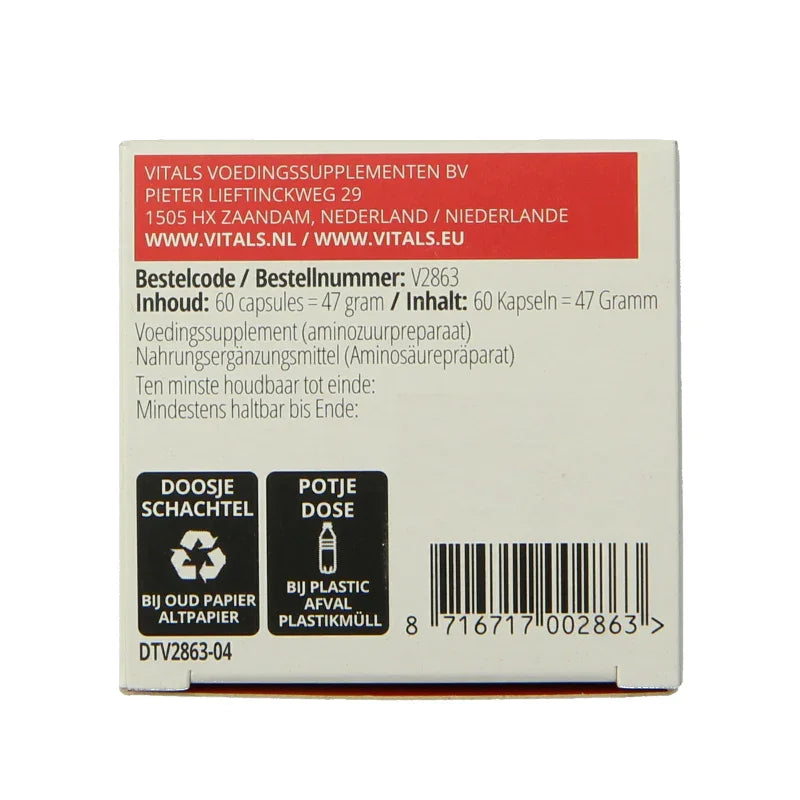 VITALS VOEDINGSSUPPLEMENTEN BV
PIETER LIEFTINCKWEG 29
1505 HX ZAANDAM, NEDERLAND / NIEDERLANDE
WWW.VITALS.NL / WWW.VITALS.EU
Bestelcode / Bestellnummer: V2863
Inhoud: 60 capsules = 47 gram / Inhalt: 60 Kapseln = 47 Gramm
Voedingssupplement (aminozuurpreparaat)
Nahrungsergänzungsmittel (Aminosäurepräparat)
Ten minste houdbaar tot einde:
Mindestens haltbar bis Ende:
DOOSJE
SCHACHTEL
BIJ OUD PAPIER
ALTPAPIER
POTJE
DOSE
BIJ PLASTIC
AFVAL
PLASTIKMÜLL
8 716717 002863 >
DTV2863-04